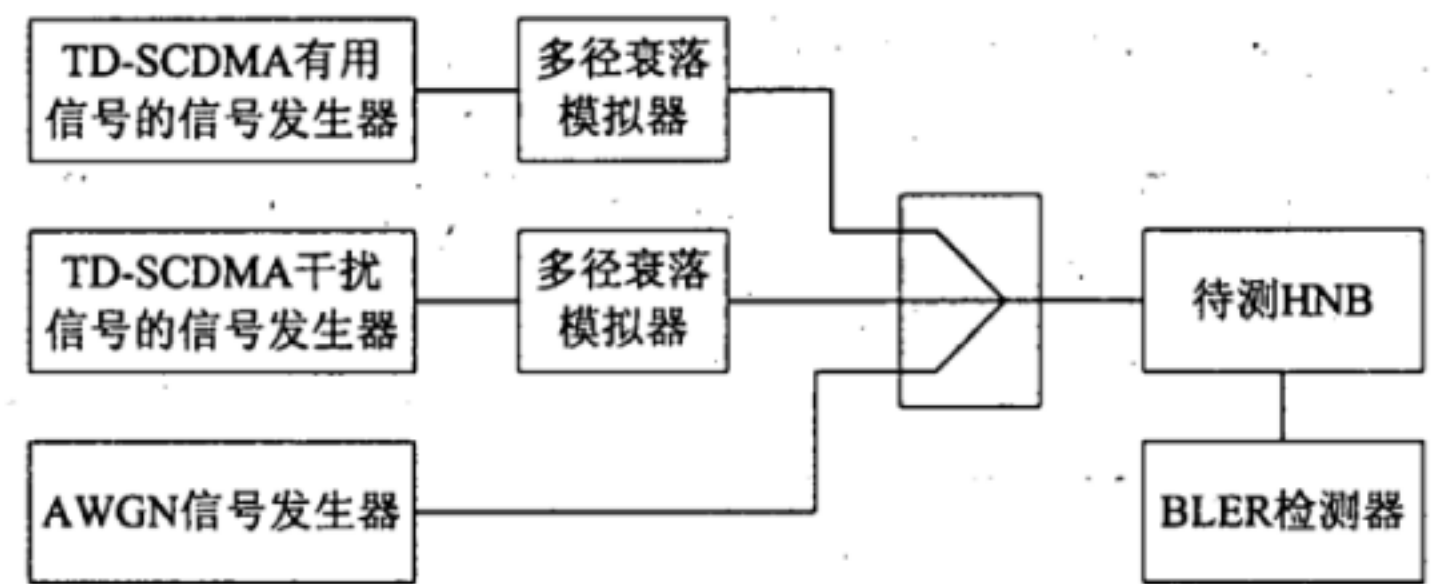 TD-SCDMA有用
信号的信号发生器
多径衰落
模拟器
TD-SCDMA干扰
信号的信号发生器
多径衰落
模拟器
待测HNB
AWGN信号发生器
BLER检测器